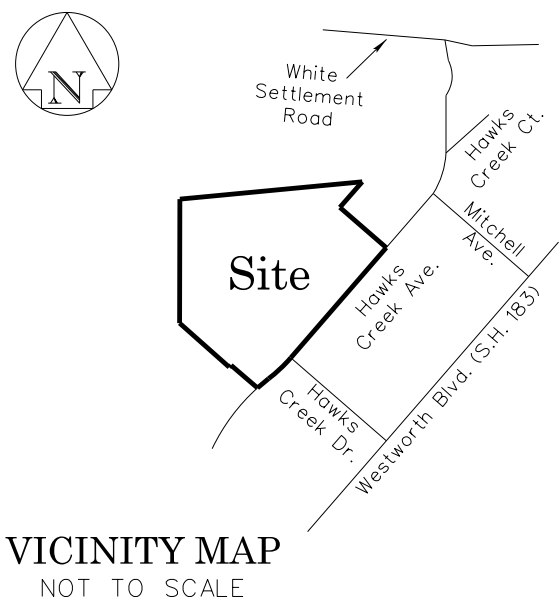 N
White
Settlement
Road
Hawks
Creek Ct.
Mitchell
Ave.
Site
Hawks
Creek Ave.
Westworth Blvd. (S.H. 183)
Hawks
Creek Dr.
VICINITY MAP
NOT TO SCALE